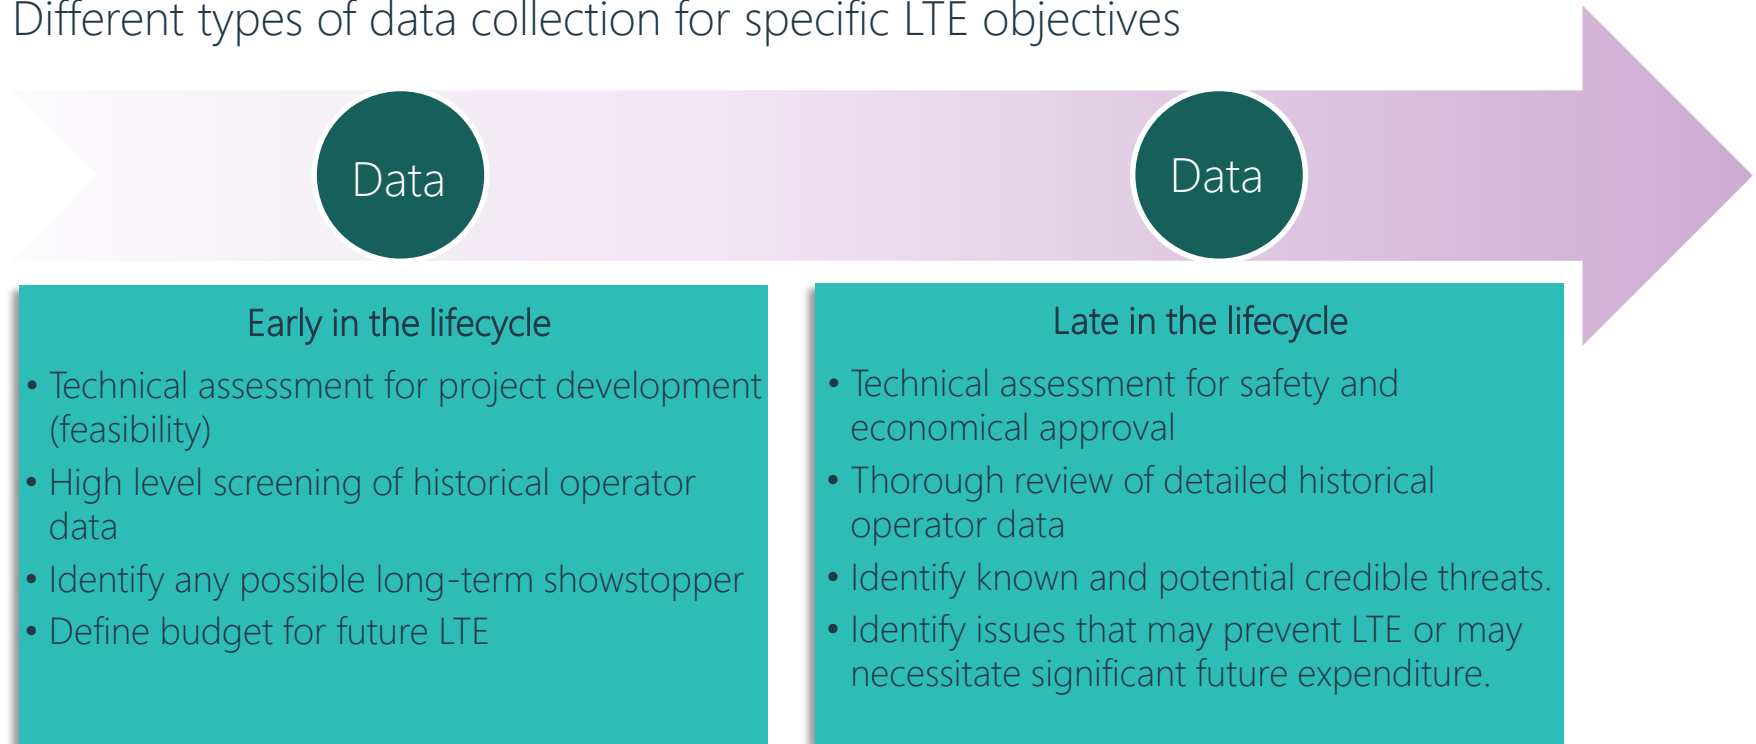 Different types of data collection for specific LTE objectives
Data
Data
Early in the lifecycle
• Technical assessment for project development
(feasibility)
• High level screening of historical operator
data
• Identify any possible long-term showstopper
• Define budget for future LTE
Late in the lifecycle
• Technical assessment for safety and
economical approval
• Thorough review of detailed historical
operator data
• Identify known and potential credible threats.
• Identify issues that may prevent LTE or may
necessitate significant future expenditure.